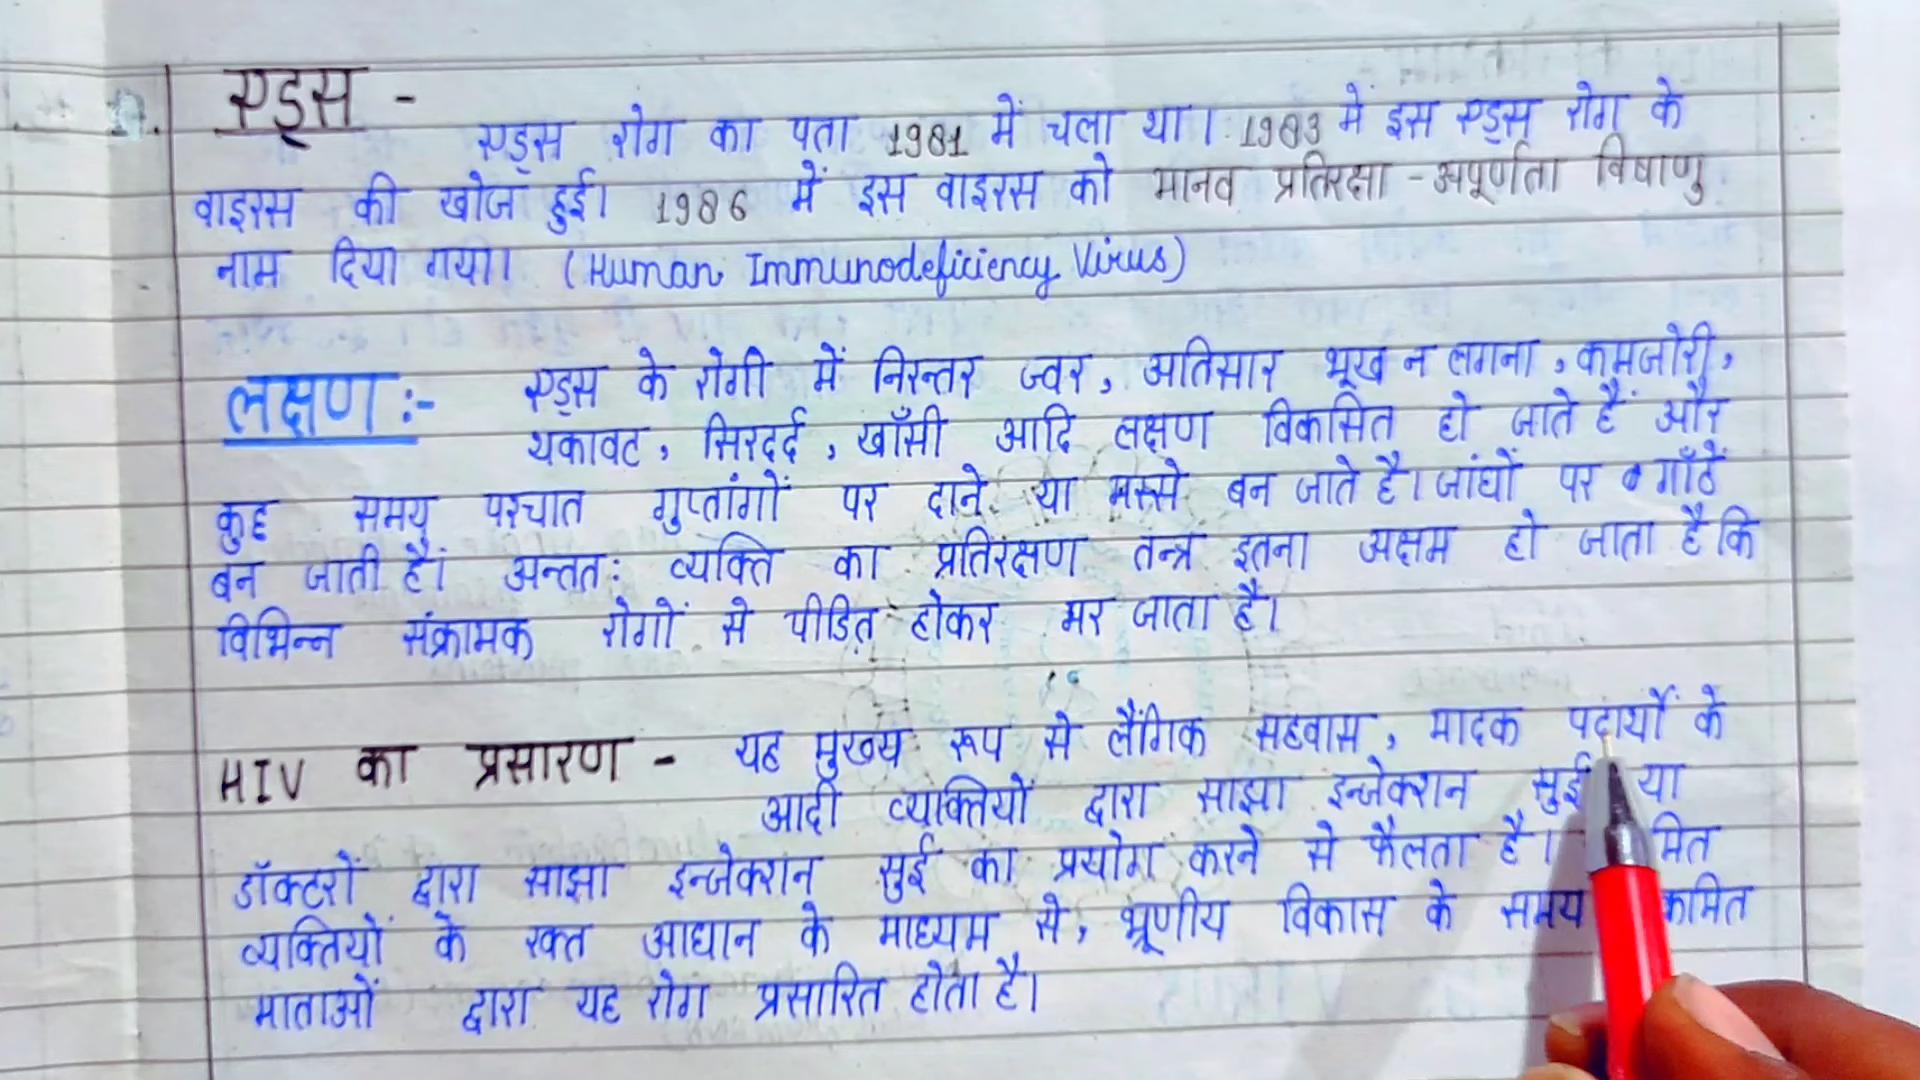 एड्स -
एड्स रोग का पता 1981 में चला था। 1983 में इस एड्स रोग के
वाइरस की खोज हुई। 1986 में इस वाइरस को मानव प्रतिरक्षा - अपूर्णता विषाणु
नाम दिया गया। (Human Immunodeficiency Virus)
लक्षण :- एड्स के रोगी में निरन्तर ज्वर, अतिसार भूख न लगना, कमजोरी,
थकावट, सिरदर्द, खाँसी आदि लक्षण विकसित हो जाते हैं और
कुछ समय पश्चात गुप्तांगों पर दाने या मस्से बन जाते है। जांघों पर गाँठें
बन जाती हैं। अन्ततः व्यक्ति का प्रतिरक्षण तन्त्र इतना अक्षम हो जाता है कि
विभिन्न संक्रामक रोगों से पीडित होकर मर जाता है।
HIV का प्रसारण - यह मुख्य रूप से लैंगिक सहवास, मादक पदार्थों के
आदी व्यक्तियों द्वारा साझा इन्जेक्शन सुई या
डॉक्टरों द्वारा साझा इन्जेक्शन सुई का प्रयोग करने से फैलता है। मित
व्यक्तियों के रक्त आधान के माध्यम से, भ्रूणीय विकास के समय क्रमित
माताओं द्वारा यह रोग प्रसारित होता है।